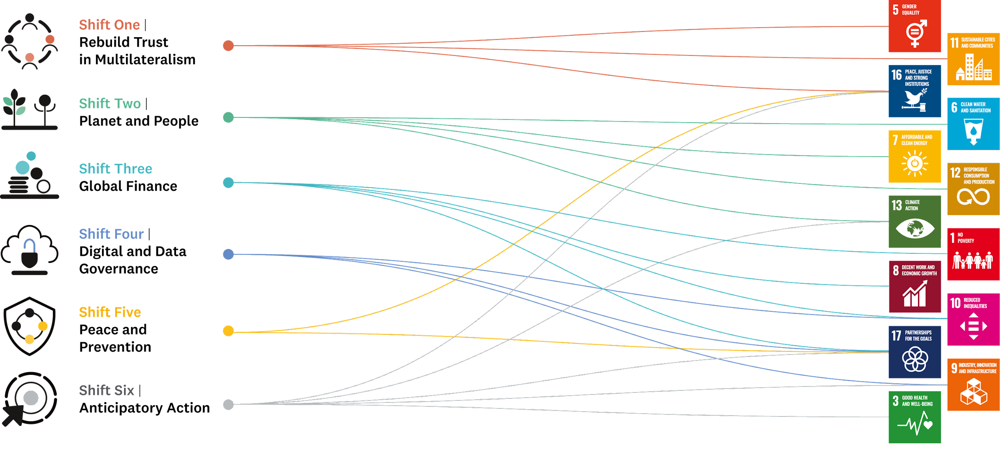 Shift One |
Rebuild Trust
in Multilateralism
Shift Two |
Planet and People
Shift Three
Global Finance
Shift Four |
Digital and Data
Governance
Shift Five
Peace and
Prevention
Shift Six |
Anticipatory Action
5 GENDER
EQUALITY
11 SUSTAINABLE CITIES
AND COMMUNITIES
16 PEACE, JUSTICE
AND STRONG
INSTITUTIONS
6 CLEAN WATER
AND SANITATION
7 AFFORDABLE AND
CLEAN ENERGY
12 RESPONSIBLE
CONSUMPTION
AND PRODUCTION
13 CLIMATE
ACTION
1 NO
POVERTY
8 DECENT WORK AND
ECONOMIC GROWTH
10 REDUCED
INEQUALITIES
17 PARTNERSHIPS
FOR THE GOALS
9 INDUSTRY, INNOVATION
AND INFRASTRUCTURE
3 GOOD HEALTH
AND WELL-BEING